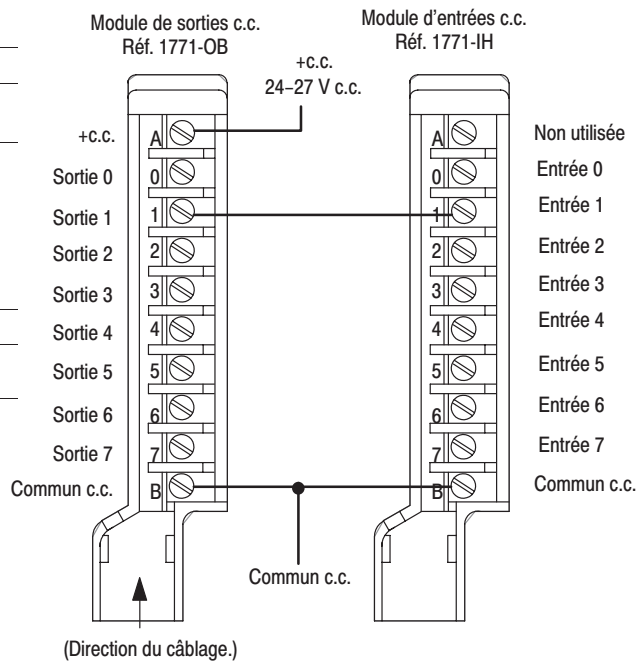 Module de sorties c.c.
Réf. 1771-OB
Module d'entrées c.c.
Réf. 1771-IH
+c.c.
24–27 V c.c.
+c.c.
A
A
Non utilisée
Sortie 0
0
0
Entrée 0
Sortie 1
1
1
Entrée 1
Sortie 2
2
2
Entrée 2
Sortie 3
3
3
Entrée 3
Sortie 4
4
4
Entrée 4
Sortie 5
5
5
Entrée 5
Sortie 6
6
6
Entrée 6
Sortie 7
7
7
Entrée 7
Commun c.c.
B
B
Commun c.c.
Commun c.c.
(Direction du câblage.)